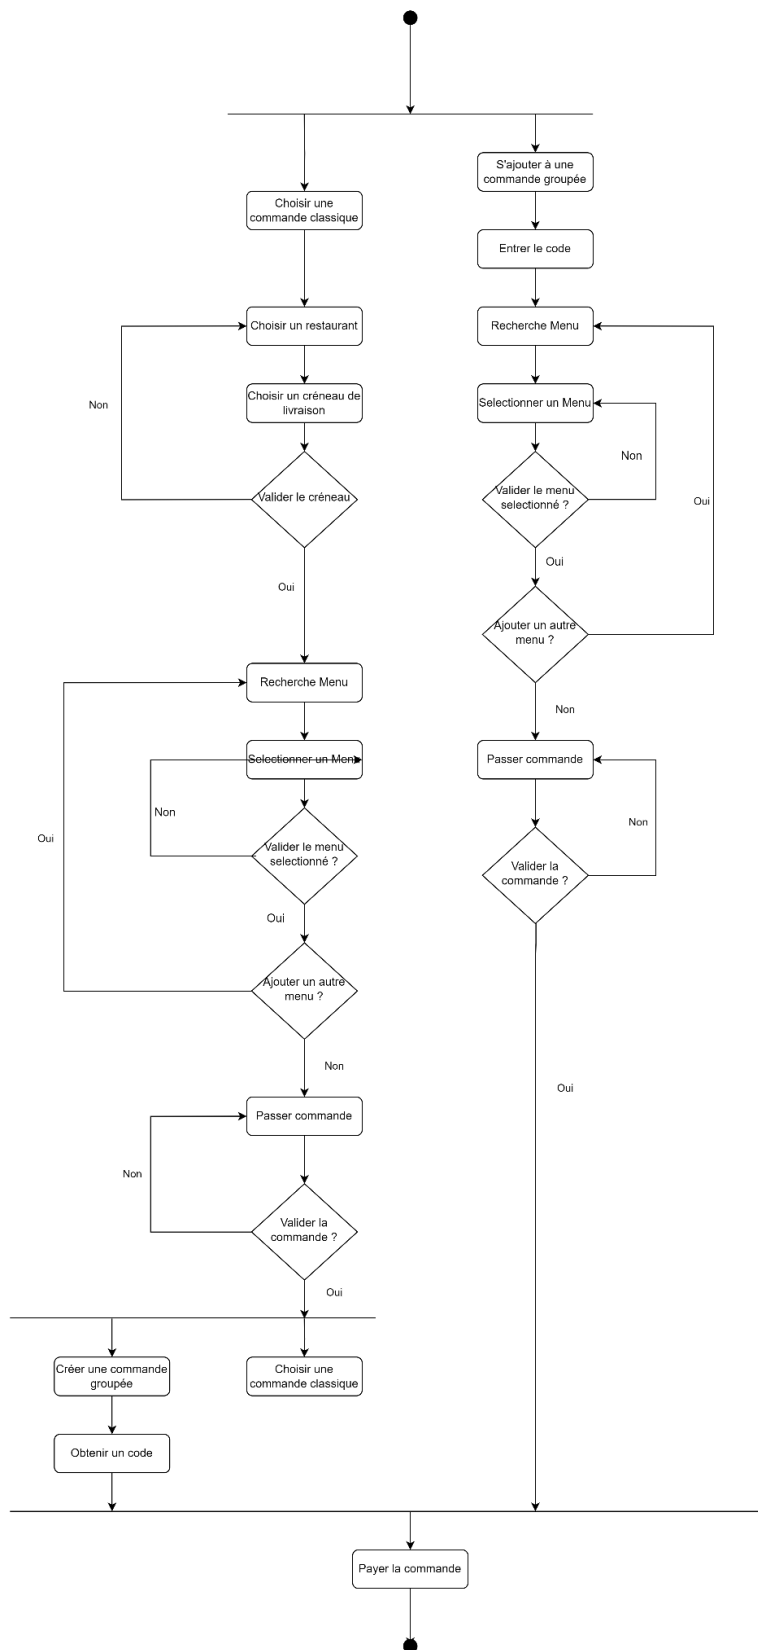 S'ajouter à une
commande groupée
Choisir une
commande classique
Entrer le code
Choisir un restaurant
Recherche Menu
Choisir un créneau de
livraison
Selectionner un Menu
Non
Non
Valider le créneau
Valider le menu
selectionné ?
Oui
Oui
Oui
Ajouter un autre
menu ?
Recherche Menu
Non
Selectionner un Menu
Passer commande
Non
Non
Oui
Valider le menu
selectionné ?
Valider la
commande ?
Oui
Ajouter un autre
menu ?
Non
Oui
Passer commande
Non
Valider la
commande ?
Oui
Créer une commande
groupée
Choisir une
commande classique
Obtenir un code
Payer la commande